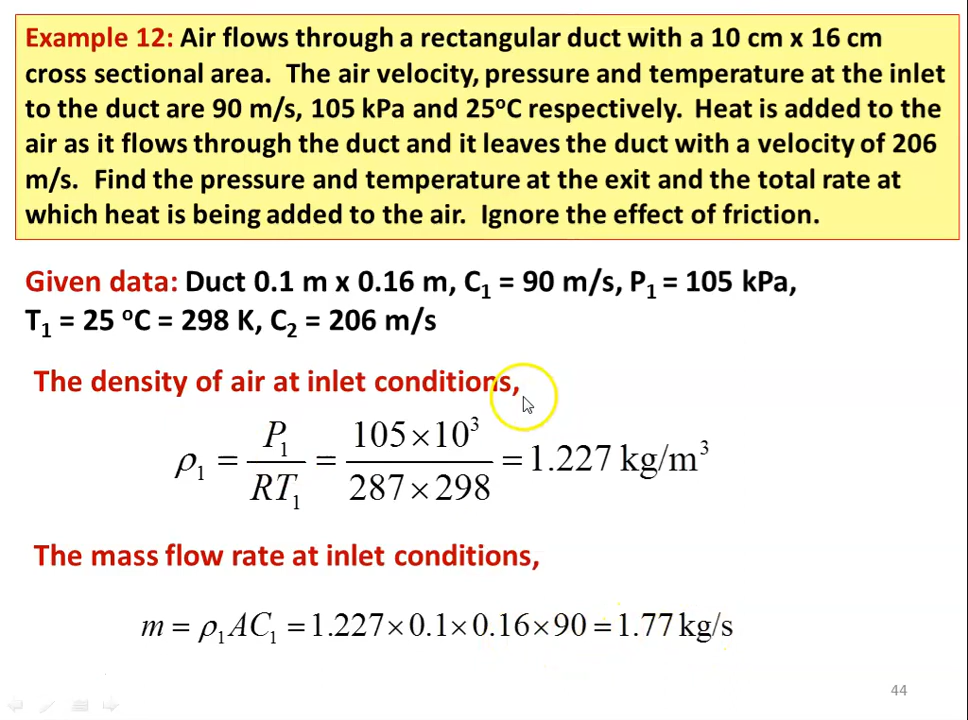 Example 12: Air flows through a rectangular duct with a 10 cm x 16 cm
cross sectional area. The air velocity, pressure and temperature at the inlet
to the duct are 90 m/s, 105 kPa and 25°C respectively. Heat is added to the
air as it flows through the duct and it leaves the duct with a velocity of 206
m/s. Find the pressure and temperature at the exit and the total rate at
which heat is being added to the air. Ignore the effect of friction.
Given data: Duct 0.1 m x 0.16 m, C₁ = 90 m/s, P₁ = 105 kPa,
T₁ = 25 °C = 298 K, C₂ = 206 m/s
The density of air at inlet conditions,
ρ₁ = P₁/RT₁ = 105×10³/287×298 = 1.227 kg/m³
The mass flow rate at inlet conditions,
m = ρ₁AC₁ = 1.227×0.1×0.16×90 = 1.77 kg/s
44